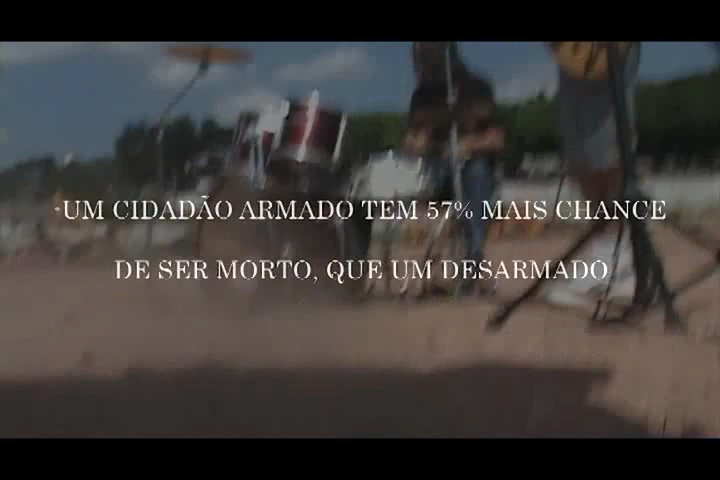 -UM CIDADÃO ARMADO TEM 57% MAIS CHANCE
DE SER MORTO, QUE UM DESARMADO